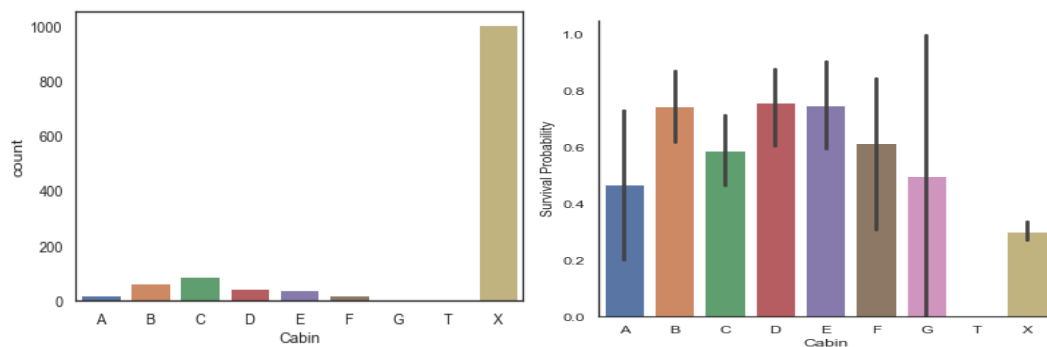 1000
800
600
400
200
0
count
A B C D E F G T X
Cabin
1.0
0.8
0.6
0.4
0.2
0.0
Survival Probability
A B C D E F G T X
Cabin